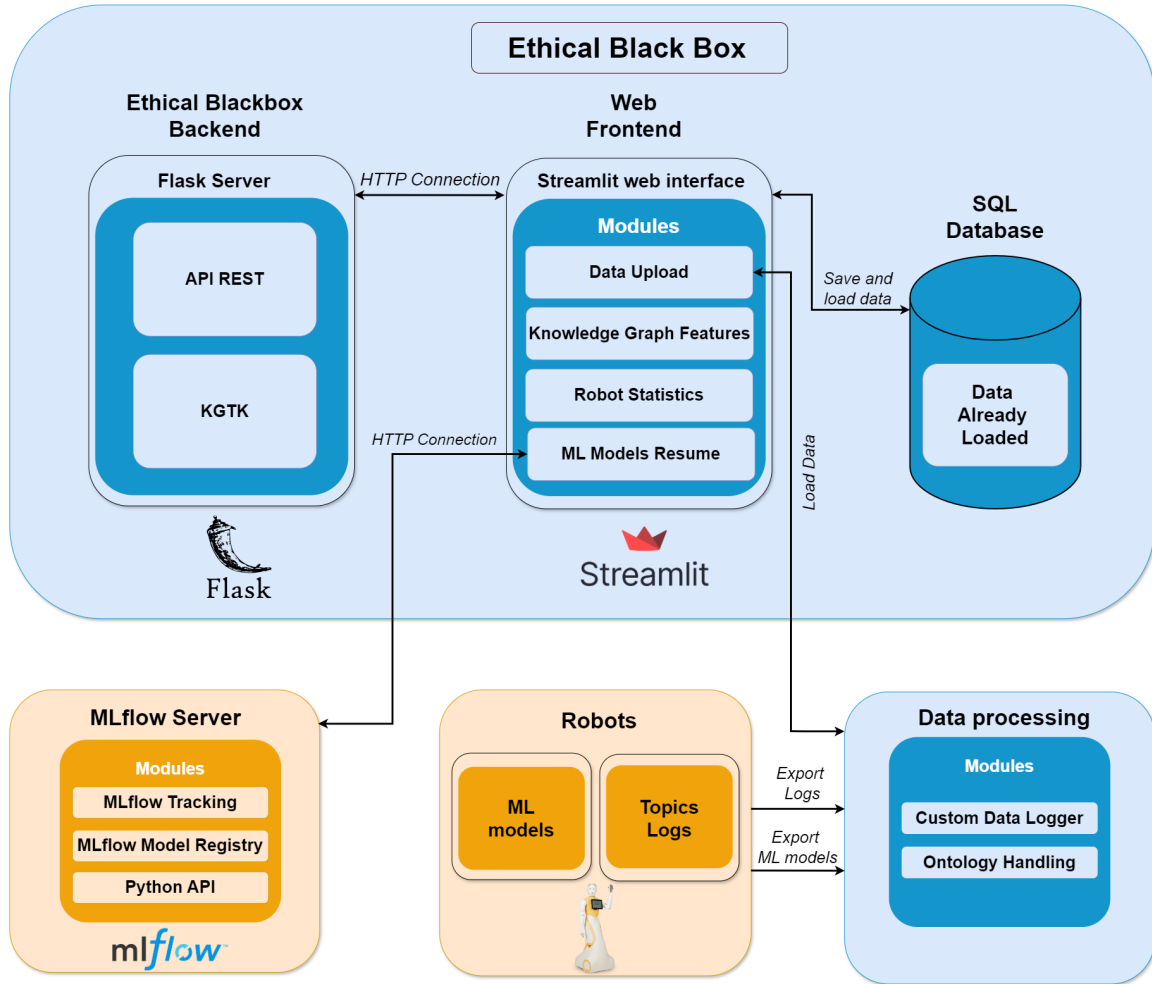 Ethical Black Box
Ethical Blackbox
Backend
Web
Frontend
Flask Server
HTTP Connection
Streamlit web interface
SQL
Database
API REST
KGTK
Modules
Data Upload
Knowledge Graph Features
Robot Statistics
ML Models Resume
Save and
load data
Data
Already
Loaded
HTTP Connection
Load Data
Flask
Streamlit
MLflow Server
Modules
MLflow Tracking
MLflow Model Registry
Python API
mlflow™
Robots
ML
models
Topics
Logs
Export
Logs
Export
ML models
Data processing
Modules
Custom Data Logger
Ontology Handling